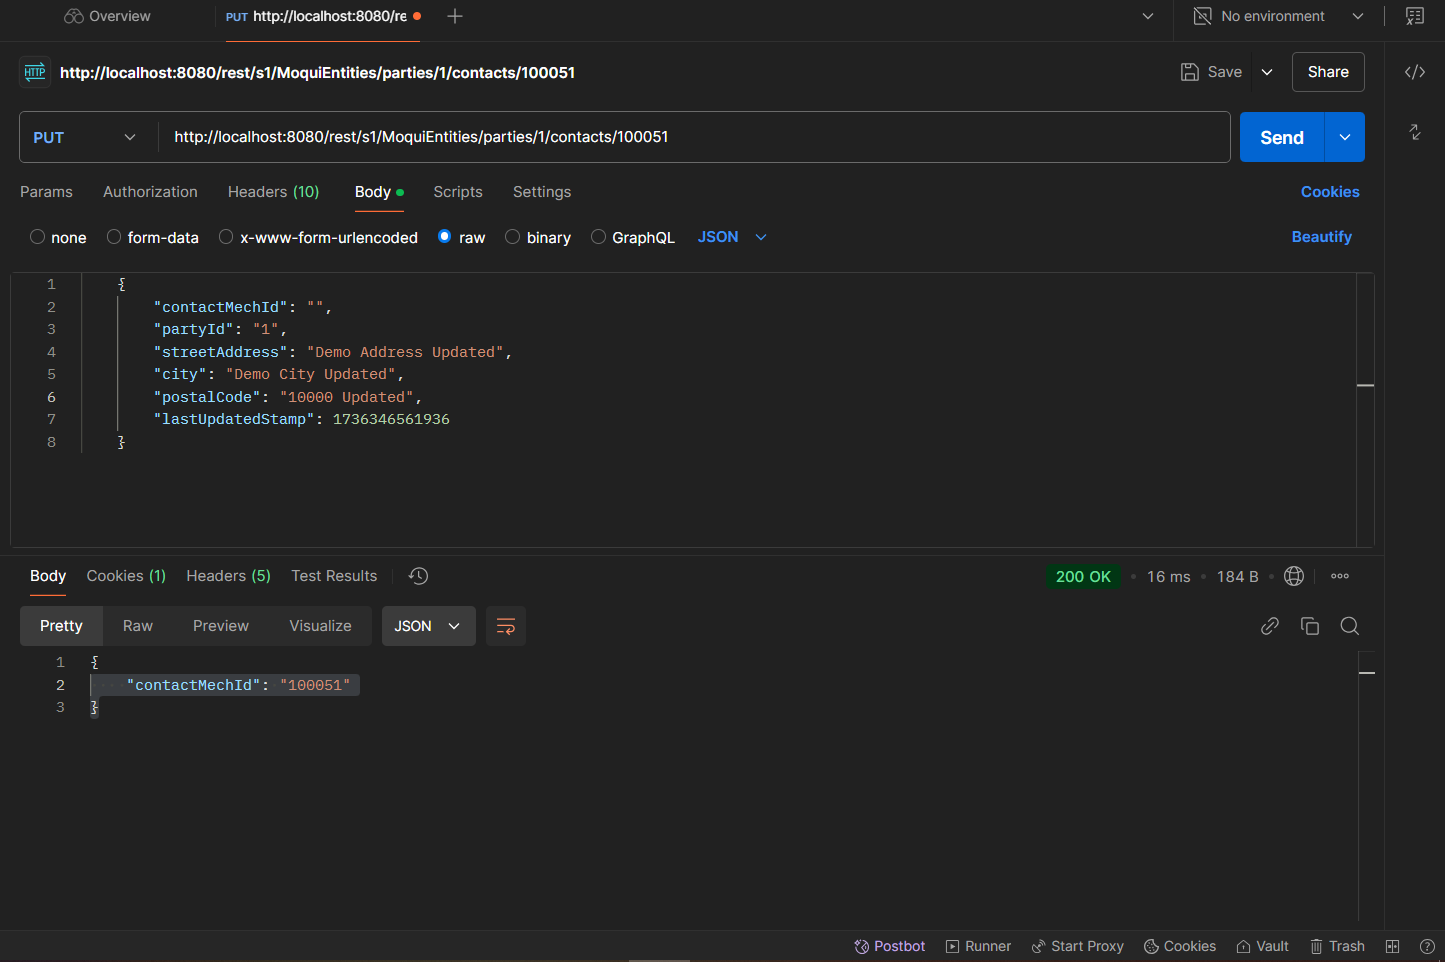 Overview
PUT http://localhost:8080/re
No environment
HTTP http://localhost:8080/rest/s1/MoquiEntities/parties/1/contacts/100051
Save
Share
PUT
http://localhost:8080/rest/s1/MoquiEntities/parties/1/contacts/100051
Send
Params Authorization Headers (10) Body Scripts Settings Cookies
none form-data x-www-form-urlencoded raw binary GraphQL JSON Beautify
1 {
2 "contactMechId": "",
3 "partyId": "1",
4 "streetAddress": "Demo Address Updated",
5 "city": "Demo City Updated",
6 "postalCode": "10000 Updated",
7 "lastUpdatedStamp": 1736346561936
8 }
Body Cookies (1) Headers (5) Test Results 200 OK • 16 ms • 184 B •
Pretty Raw Preview Visualize JSON
1 {
2 "contactMechId": "100051"
3 }
Postbot Runner Start Proxy Cookies Vault Trash